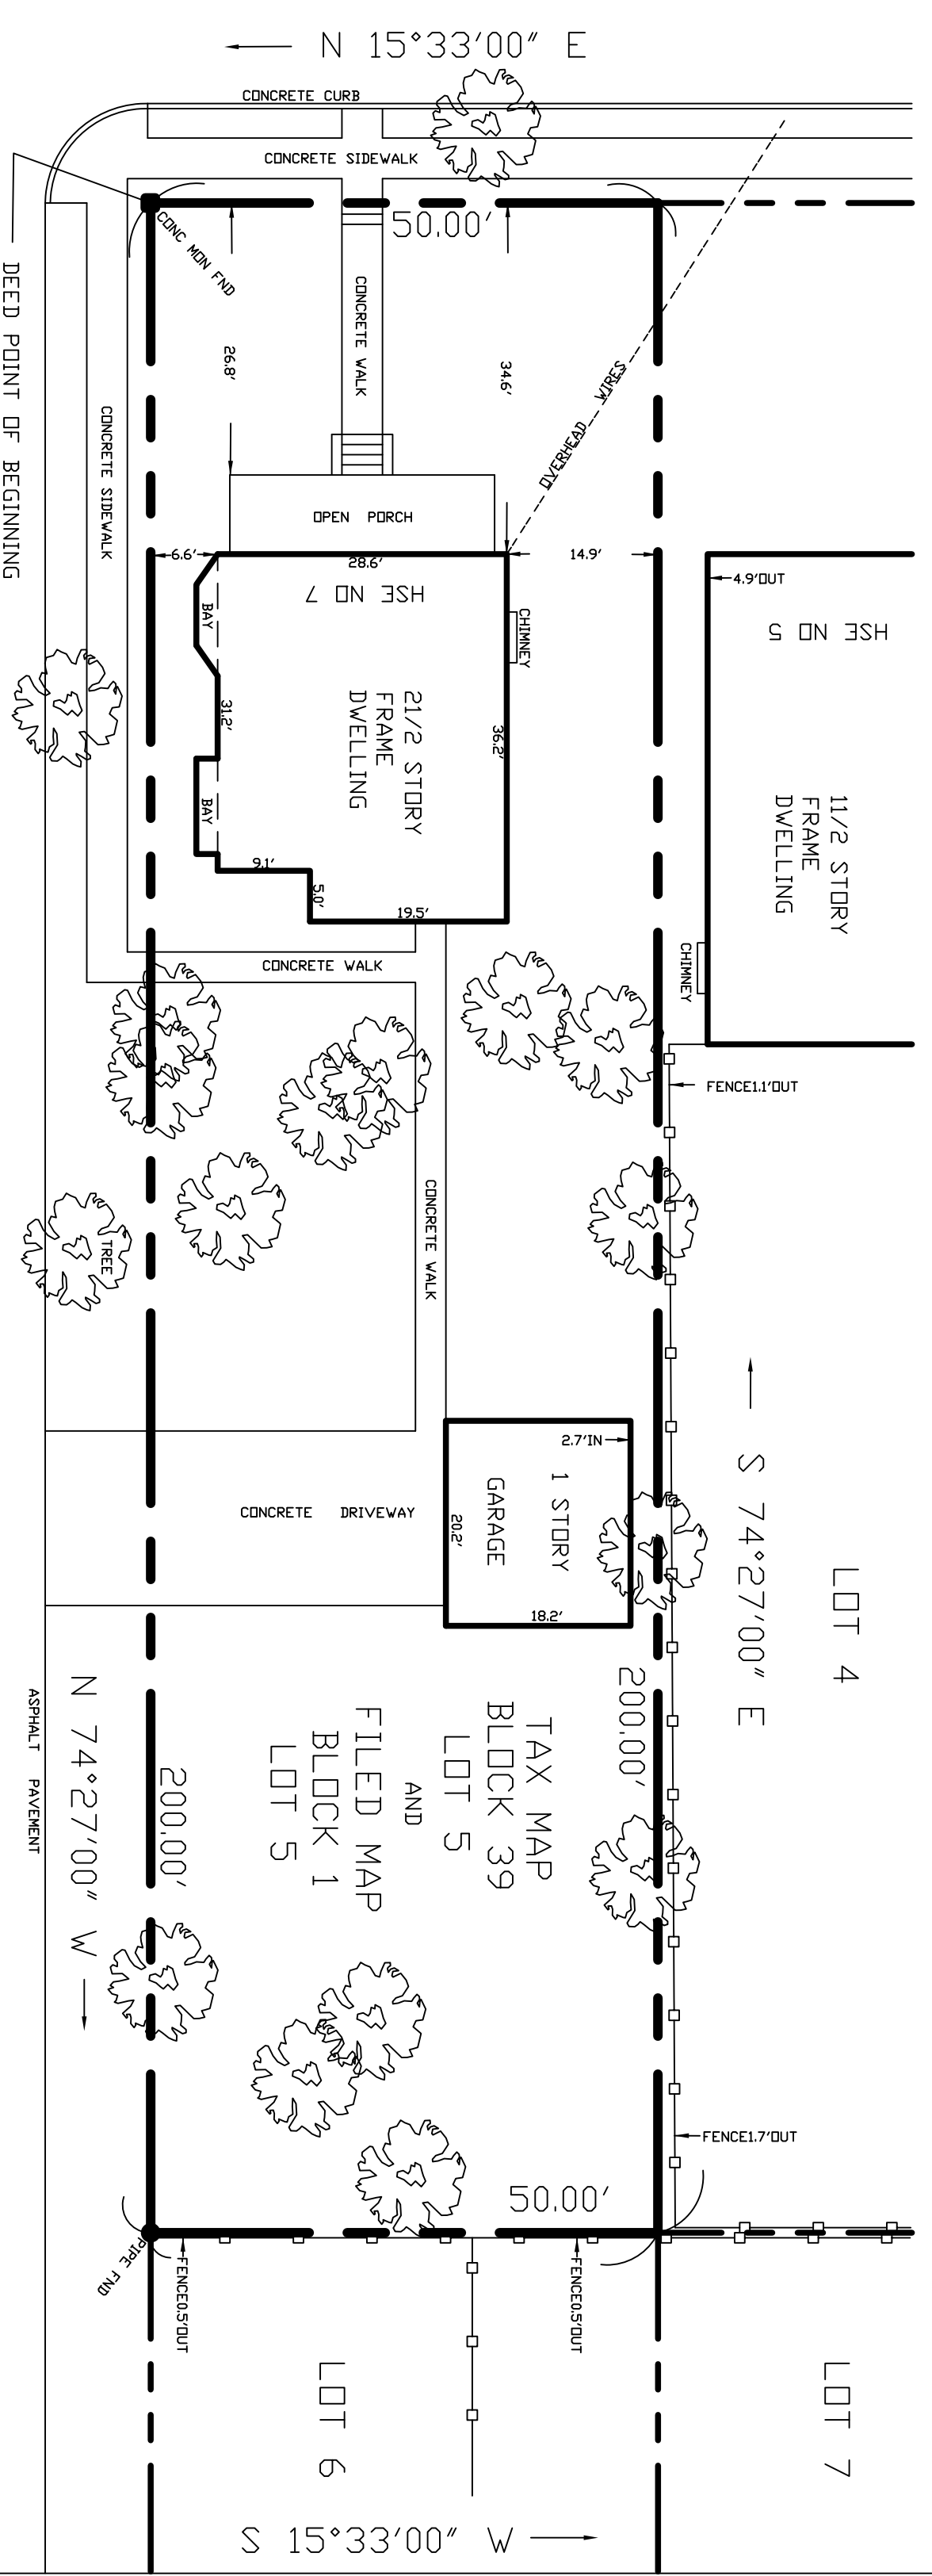 N 15°33'00" E
CONCRETE CURB
CONCRETE SIDEWALK
50.00'
CONC MON FND
DEED POINT OF BEGINNING
CONCRETE SIDEWALK
26.8'
CONCRETE WALK
34.6'
OVERHEAD WIRES
OPEN PORCH
6.6'
28.6'
14.9'
4.9'OUT
HSE NO 7
HSE NO 5
BAY
CHIMNEY
31.2'
21/2 STORY
FRAME
DWELLING
36.2'
11/2 STORY
FRAME
DWELLING
BAY
9.1'
5.0'
19.5'
CHIMNEY
CONCRETE WALK
FENCE1.1'OUT
CONCRETE WALK
TREE
S 74°27'00" E
2.7'IN
1 STORY
GARAGE
20.2'
18.2'
CONCRETE DRIVEWAY
LOT 4
200.00'
TAX MAP
BLOCK 39
LOT 5
AND
FILED MAP
BLOCK 1
LOT 5
200.00'
N 74°27'00" W
ASPHALT PAVEMENT
FENCE1.7'OUT
50.00'
PIPE FND
FENCE0.5'OUT
FENCE0.5'OUT
LOT 6
LOT 7
S 15°33'00" W